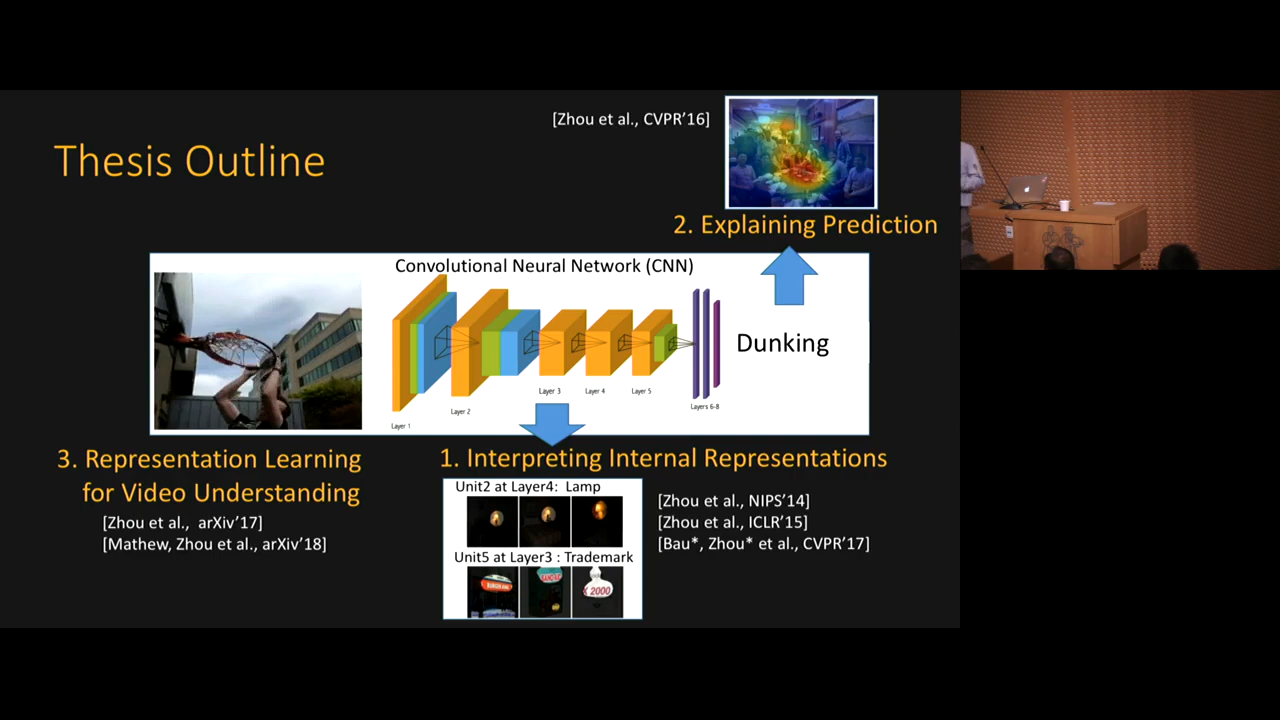 [Zhou et al., CVPR’16]
Thesis Outline
2. Explaining Prediction
Convolutional Neural Network (CNN)
Dunking
Layer 1
Layer 2
Layer 3
Layer 4
Layer 5
Layers 6-8
3. Representation Learning
for Video Understanding
[Zhou et al., arXiv’17]
[Mathew, Zhou et al., arXiv’18]
1. Interpreting Internal Representations
Unit2 at Layer4: Lamp
Unit5 at Layer3 : Trademark
[Zhou et al., NIPS’14]
[Zhou et al., ICLR’15]
[Bau*, Zhou* et al., CVPR’17]
2000